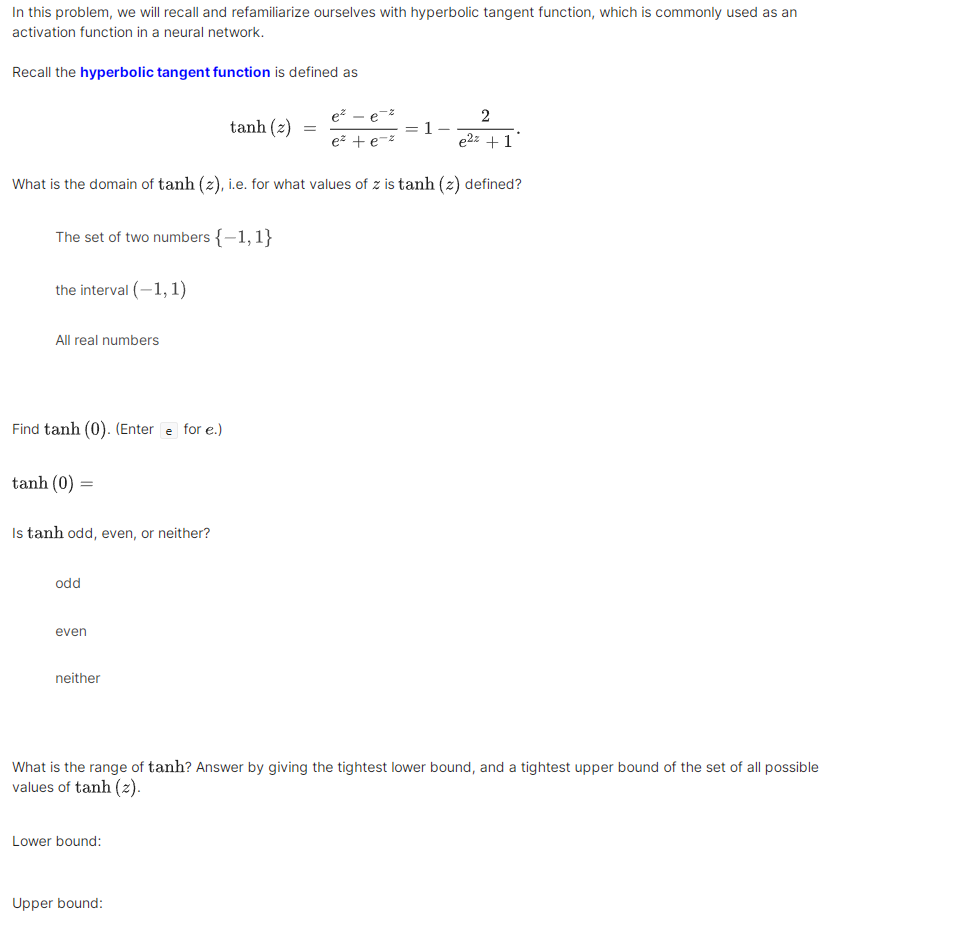 In this problem, we will recall and refamiliarize ourselves with hyperbolic tangent function, which is commonly used as an
activation function in a neural network.
Recall the hyperbolic tangent function is defined as
tanh (z) = \frac{e^z − e^{−z}}{e^z + e^{−z}} = 1 − \frac{2}{e^{2z} + 1}.
What is the domain of tanh (z), i.e. for what values of z is tanh (z) defined?
The set of two numbers {−1, 1}
the interval (−1, 1)
All real numbers
Find tanh (0). (Enter e for e.)
tanh (0) =
Is tanh odd, even, or neither?
odd
even
neither
What is the range of tanh? Answer by giving the tightest lower bound, and a tightest upper bound of the set of all possible
values of tanh (z).
Lower bound:
Upper bound: